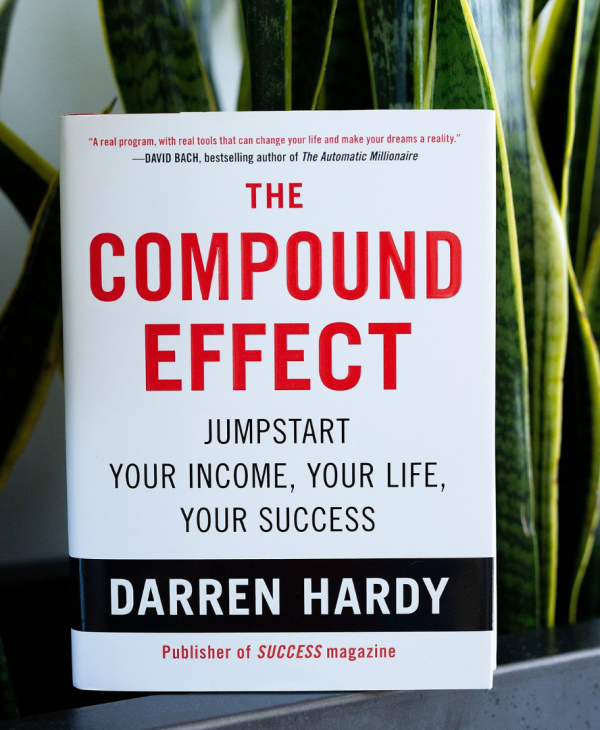 “A real program, with real tools that can change your life and make your dreams a reality.”
—DAVID BACH, bestselling author of The Automatic Millionaire
THE
COMPOUND
EFFECT
JUMPSTART
YOUR INCOME, YOUR LIFE,
YOUR SUCCESS
DARREN HARDY
Publisher of SUCCESS magazine